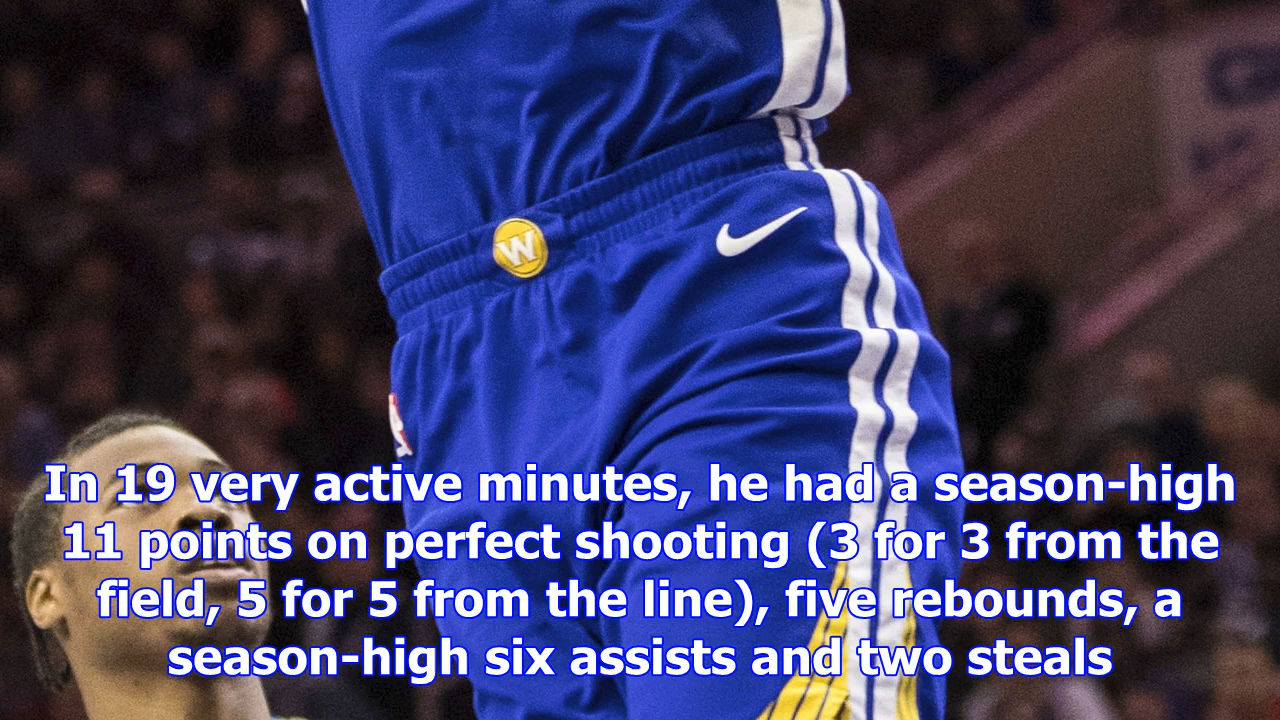 W
In 19 very active minutes, he had a season-high
11 points on perfect shooting (3 for 3 from the
field, 5 for 5 from the line), five rebounds, a
season-high six assists and two steals